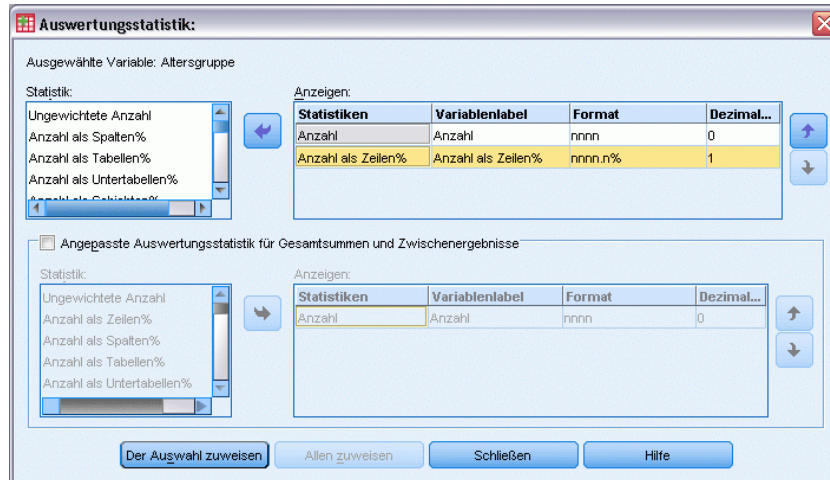 Auswertungsstatistik:
Ausgewählte Variable: Altersgruppe
Statistik:
Ungewichtete Anzahl
Anzahl als Spalten%
Anzahl als Tabellen%
Anzahl als Untertabellen%
Anzahl als Schichten%
Anzeigen:
Statistiken Variablenlabel Format Dezimal...
Anzahl Anzahl nnnn 0
Anzahl als Zeilen% Anzahl als Zeilen% nnnn.n% 1
Angepasste Auswertungsstatistik für Gesamtsummen und Zwischenergebnisse
Statistik:
Ungewichtete Anzahl
Anzahl als Zeilen%
Anzahl als Spalten%
Anzahl als Tabellen%
Anzahl als Untertabellen%
Anzeigen:
Statistiken Variablenlabel Format Dezimal...
Anzahl Anzahl nnnn 0
Der Auswahl zuweisen Allen zuweisen Schließen Hilfe